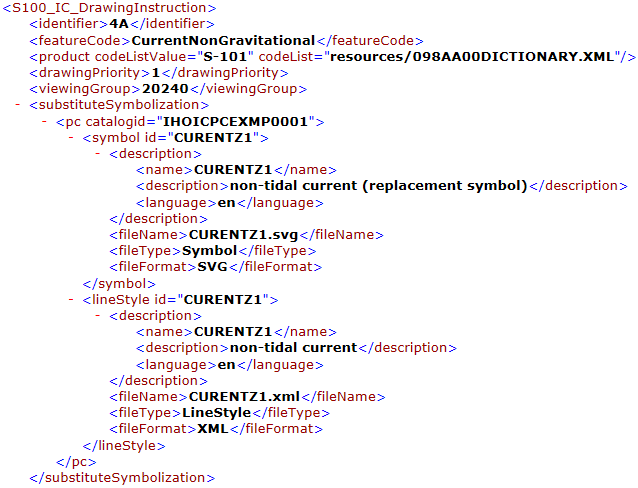 <S100_IC_DrawingInstruction>
<identifier>4A</identifier>
<featureCode>CurrentNonGravitational</featureCode>
<product codeListValue="S-101" codeList="resources/098AA00DICTIONARY.XML"/>
<drawingPriority>1</drawingPriority>
<viewingGroup>20240</viewingGroup>
- <substituteSymbolization>
- <pc catalogid="IHOICPCEXMP0001">
- <symbol id="CURENTZ1">
- <description>
<name>CURENTZ1</name>
<description>non-tidal current (replacement symbol)</description>
<language>en</language>
</description>
<fileName>CURENTZ1.svg</fileName>
<fileType>Symbol</fileType>
<fileFormat>SVG</fileFormat>
</symbol>
- <lineStyle id="CURENTZ1">
- <description>
<name>CURENTZ1</name>
<description>non-tidal current</description>
<language>en</language>
</description>
<fileName>CURENTZ1.xml</fileName>
<fileType>LineStyle</fileType>
<fileFormat>XML</fileFormat>
</lineStyle>
</pc>
</substituteSymbolization>